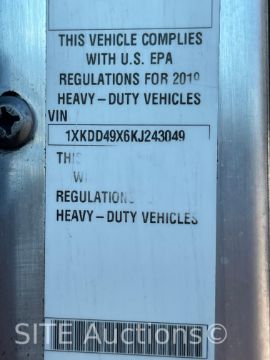 THIS VEHICLE COMPLIES
WITH U.S. EPA
REGULATIONS FOR 2019
HEAVY-DUTY VEHICLES
VIN
1XKDD49X6KJ243049
THIS
REGULATIONS
HEAVY-DUTY VEHICLES
SITE Auctions©